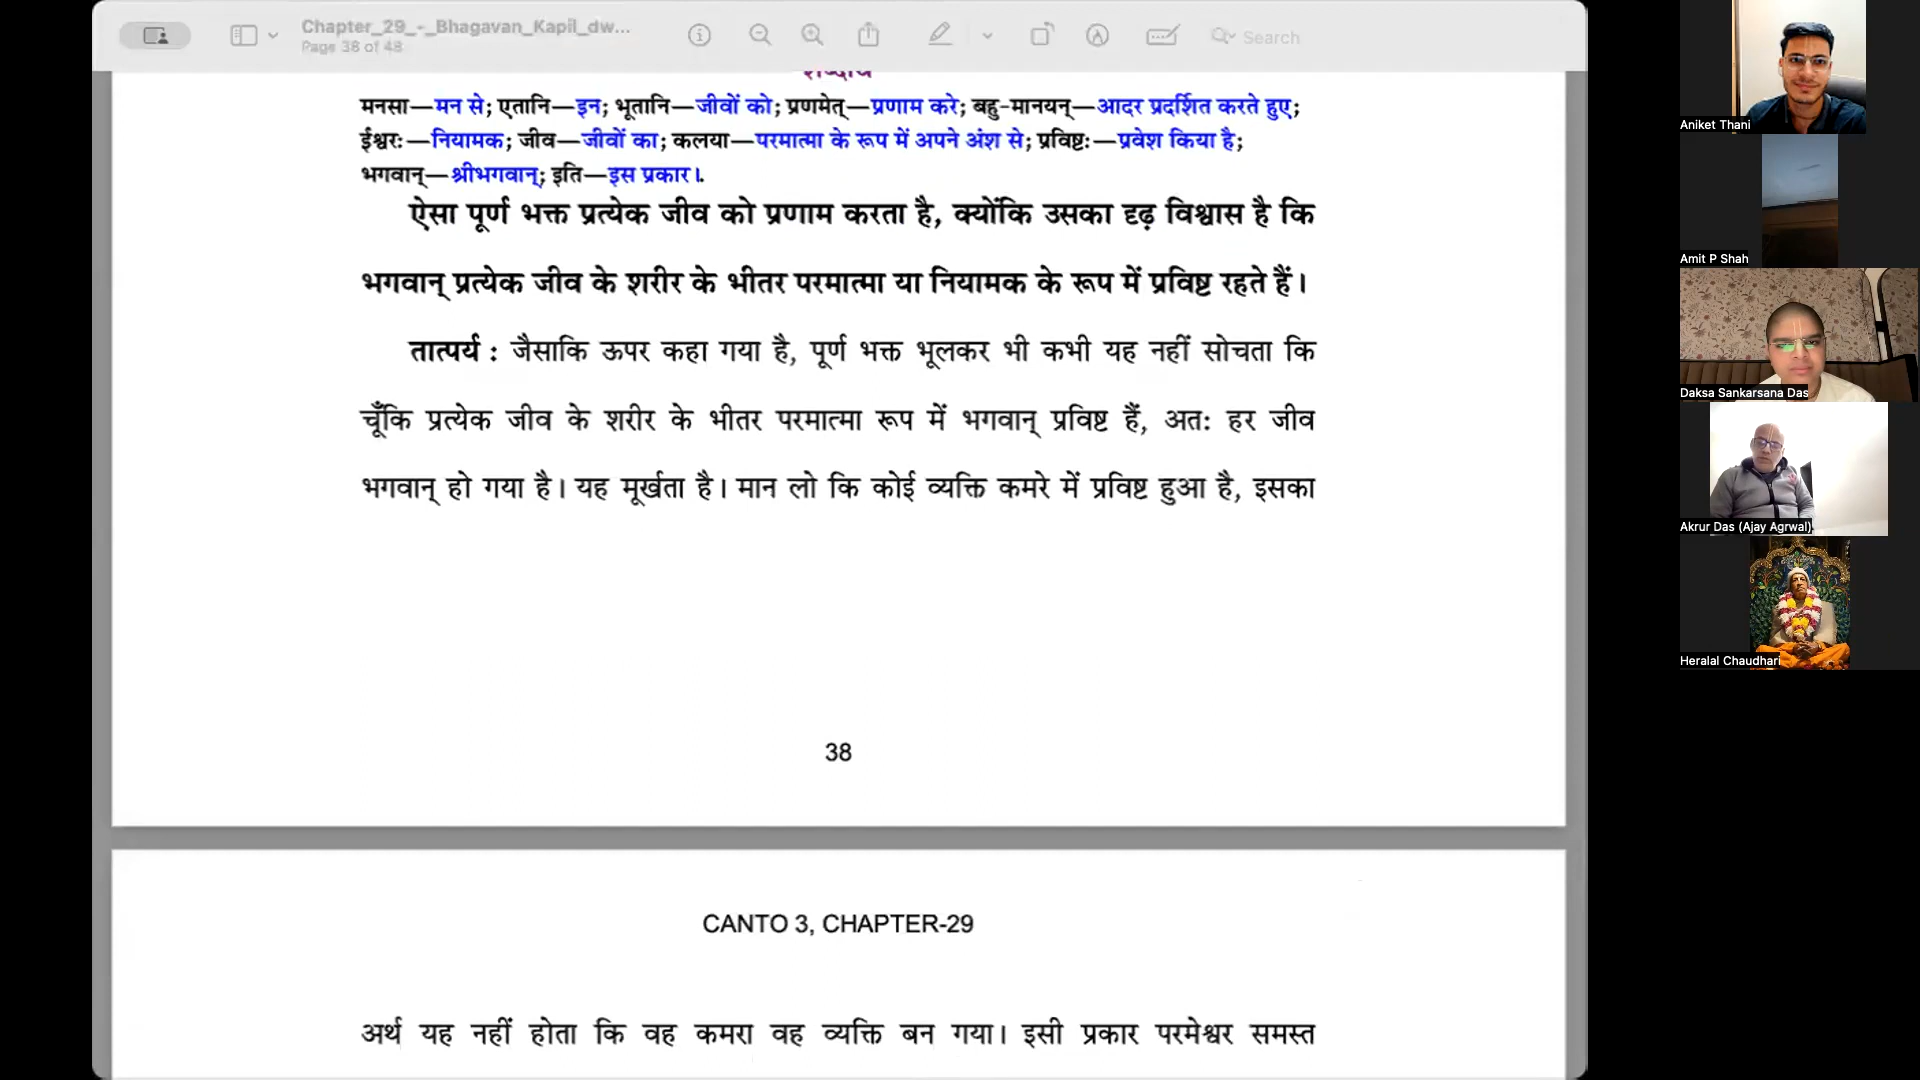 Chapter_29_-_Bhagavan_Kapil_dw...
Page 38 of 48
Search
शब्दार्थ
मनसा—मन से; एतानि—इन; भूतानि—जीवों को; प्रणमेत्—प्रणाम करे; बहु-मानयन्—आदर प्रदर्शित करते हुए;
ईश्वरः—नियामक; जीव—जीवों का; कलया—परमात्मा के रूप में अपने अंश से; प्रविष्टः—प्रवेश किया है;
भगवान्—श्रीभगवान्; इति—इस प्रकार।.
ऐसा पूर्ण भक्त प्रत्येक जीव को प्रणाम करता है, क्योंकि उसका दृढ़ विश्वास है कि
भगवान् प्रत्येक जीव के शरीर के भीतर परमात्मा या नियामक के रूप में प्रविष्ट रहते हैं।
तात्पर्य : जैसाकि ऊपर कहा गया है, पूर्ण भक्त भूलकर भी कभी यह नहीं सोचता कि
चूँकि प्रत्येक जीव के शरीर के भीतर परमात्मा रूप में भगवान् प्रविष्ट हैं, अतः हर जीव
भगवान् हो गया है। यह मूर्खता है। मान लो कि कोई व्यक्ति कमरे में प्रविष्ट हुआ है, इसका
38
CANTO 3, CHAPTER-29
अर्थ यह नहीं होता कि वह कमरा वह व्यक्ति बन गया। इसी प्रकार परमेश्वर समस्त
Aniket Thani
Amit P Shah
Daksa Sankarsana Das
Akrur Das (Ajay Agrwal)
Heralal Chaudhari